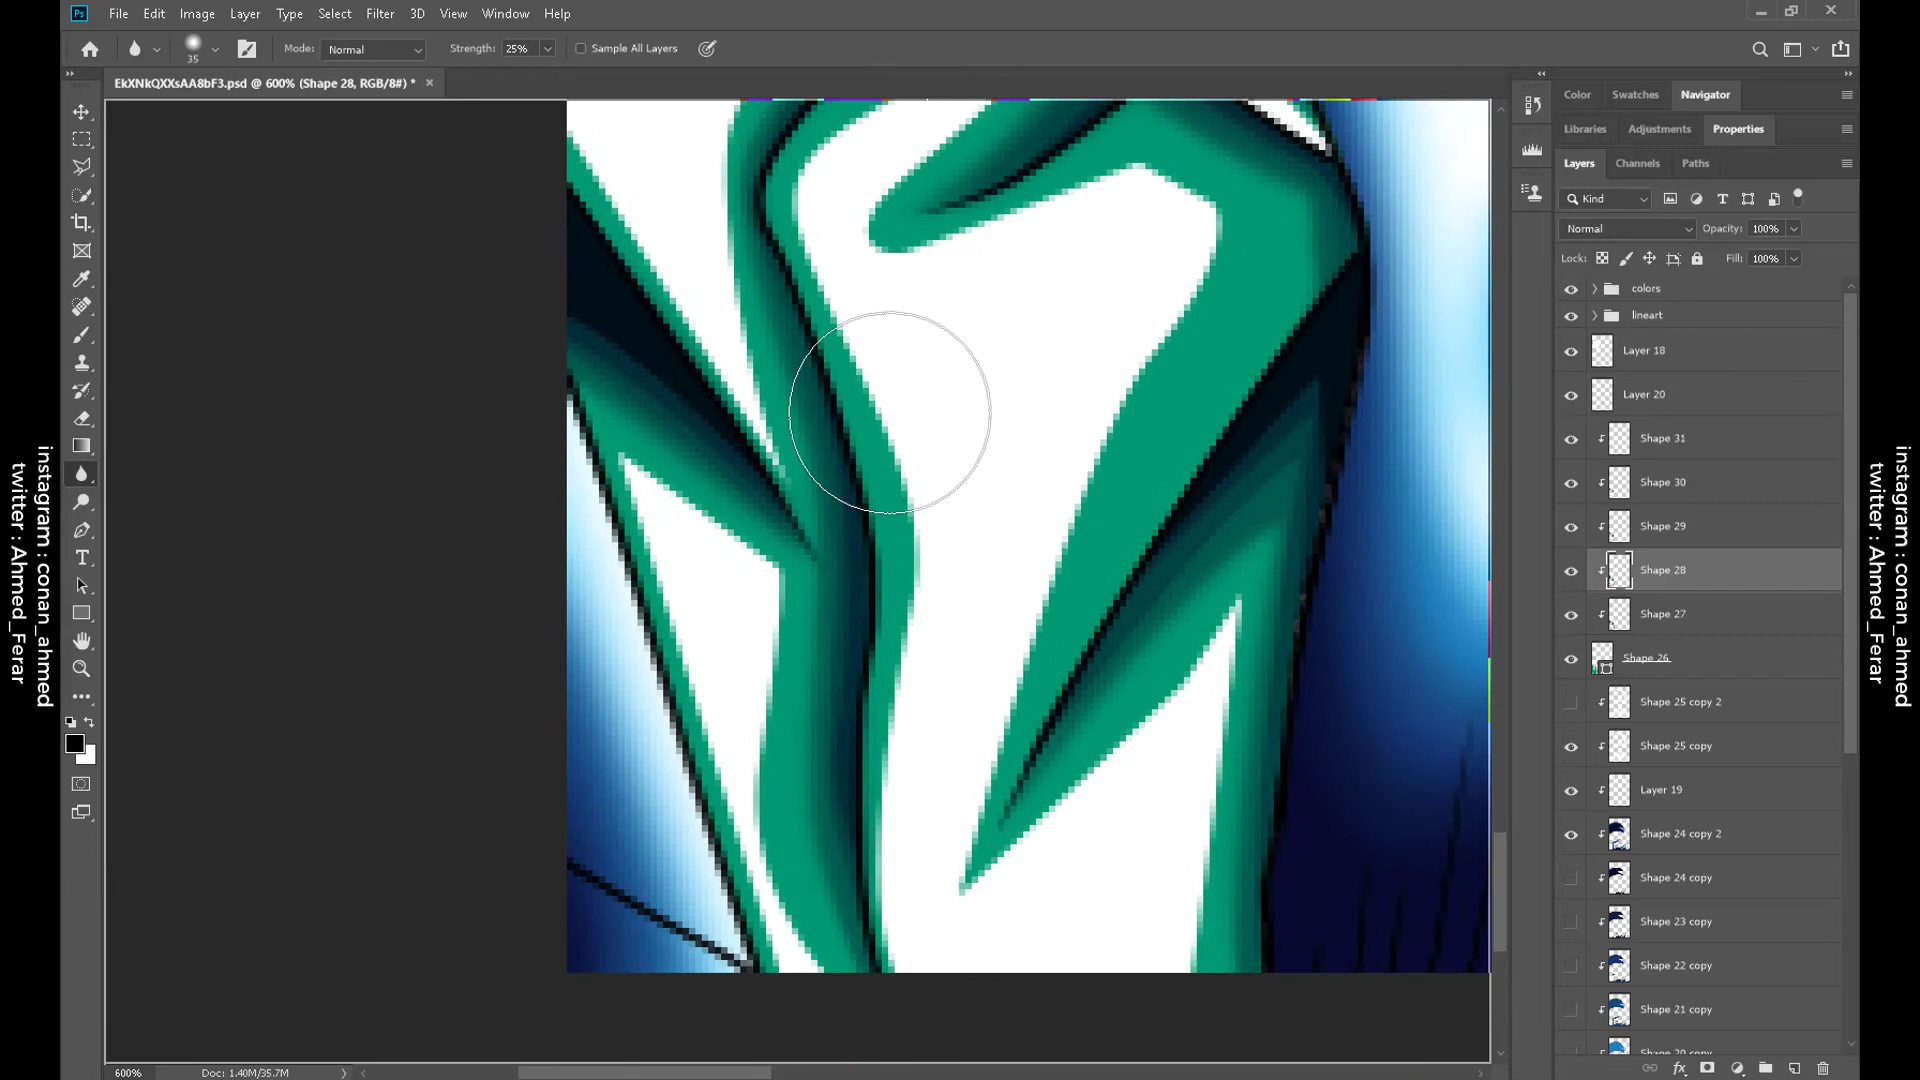 Ps
File Edit Image Layer Type Select Filter 3D View Window Help
35
Mode: Normal
Strength: 25%
Sample All Layers
EkXNkQXXsAA8bF3.psd @ 600% (Shape 28, RGB/8#) *
Color Swatches Navigator
Libraries Adjustments Properties
Layers Channels Paths
Kind
Normal Opacity: 100%
Lock: Fill: 100%
colors
lineart
Layer 18
Layer 20
Shape 31
Shape 30
Shape 29
Shape 28
Shape 27
Shape 26
Shape 25 copy 2
Shape 25 copy
Layer 19
Shape 24 copy 2
Shape 24 copy
Shape 23 copy
Shape 22 copy
Shape 21 copy
Shape 20 copy
600% Doc: 1.40M/35.7M
instagram : conan_ahmed
twitter : Ahmed_Ferar
instagram : conan_ahmed
twitter : Ahmed_Ferar